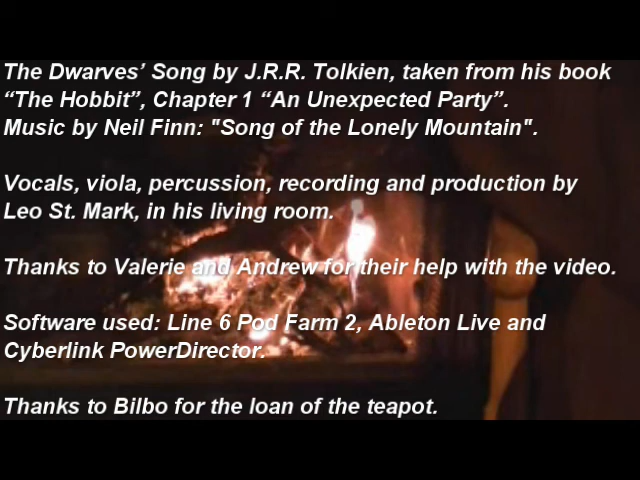 The Dwarves’ Song by J.R.R. Tolkien, taken from his book
“The Hobbit”, Chapter 1 “An Unexpected Party”.
Music by Neil Finn: "Song of the Lonely Mountain".
Vocals, viola, percussion, recording and production by
Leo St. Mark, in his living room.
Thanks to Valerie and Andrew for their help with the video.
Software used: Line 6 Pod Farm 2, Ableton Live and
Cyberlink PowerDirector.
Thanks to Bilbo for the loan of the teapot.